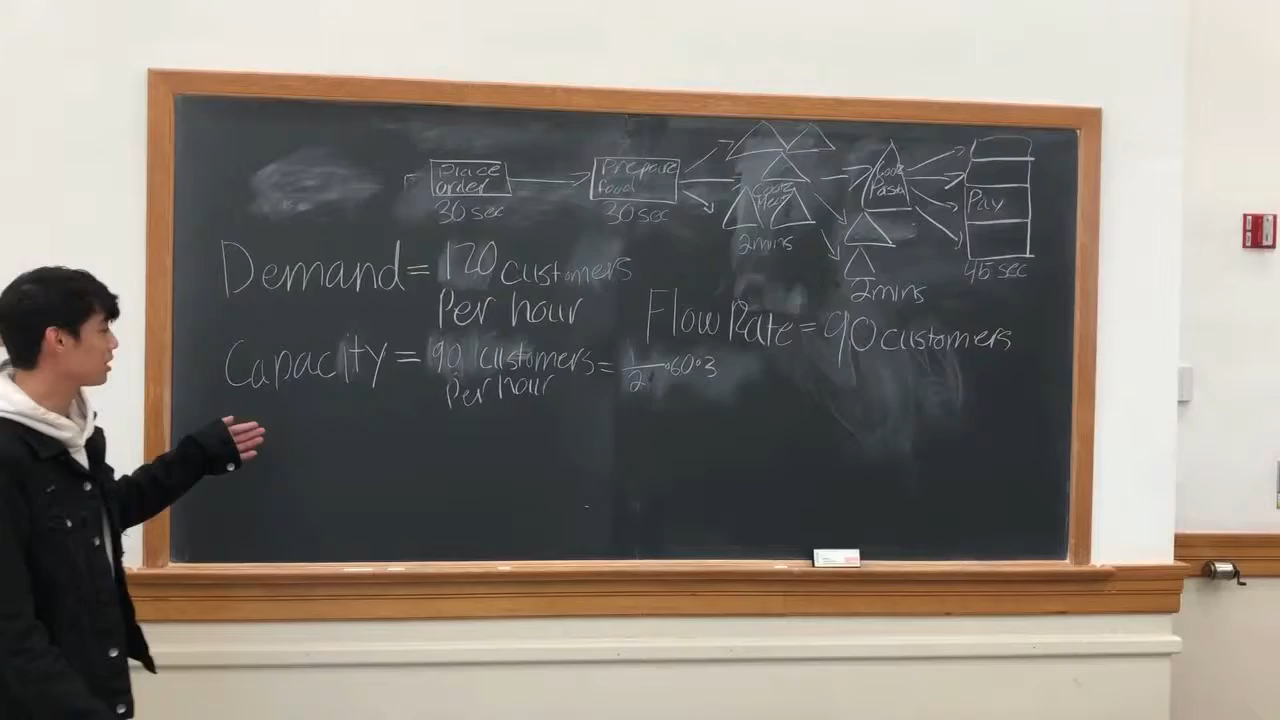 Place order
30 sec
Prepare food
30 sec
Cook Meat
2 mins
Cook Pasta
2 mins
Pay
45 sec
Demand = 120 customers
Per hour
Flow Rate = 90 customers
Capacity = 90 customers = 1/2 • 60 • 3
Per hour